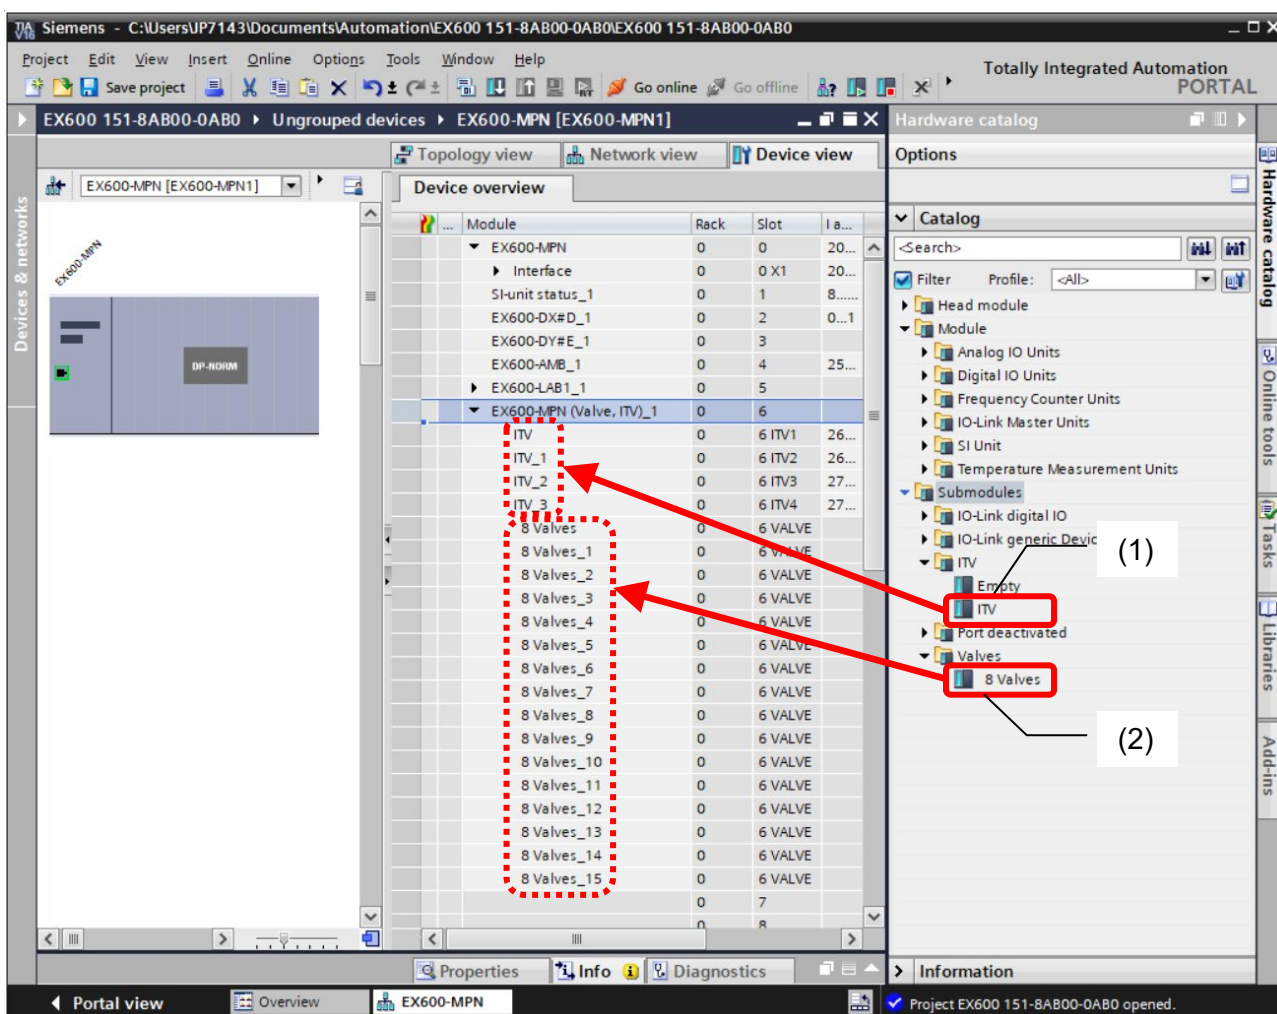 Siemens - C:\Users\JP7143\Documents\Automation\EX600 151-8AB00-0AB0\EX600 151-8AB00-0AB0
Project Edit View Insert Online Options Tools Window Help
Save project
Go online
Go offline
Totally Integrated Automation
PORTAL
EX600 151-8AB00-0AB0 ▸ Ungrouped devices ▸ EX600-MPN [EX600-MPN1]
Topology view
Network view
Device view
EX600-MPN [EX600-MPN1]
Devices & networks
EX600-MPN
DP-NORM
Device overview
... Module Rack Slot I a...
EX600-MPN 0 0 20...
Interface 0 0 X1 20...
SI-unit status_1 0 1 8......
EX600-DX#D_1 0 2 0...1
EX600-DY#E_1 0 3
EX600-AMB_1 0 4 25...
EX600-LAB1_1 0 5
EX600-MPN (Valve, ITV)_1 0 6
ITV 0 6 ITV1 26...
ITV_1 0 6 ITV2 26...
ITV_2 0 6 ITV3 27...
ITV_3 0 6 ITV4 27...
8 Valves 0 6 VALVE
8 Valves_1 0 6 VALVE
8 Valves_2 0 6 VALVE
8 Valves_3 0 6 VALVE
8 Valves_4 0 6 VALVE
8 Valves_5 0 6 VALVE
8 Valves_6 0 6 VALVE
8 Valves_7 0 6 VALVE
8 Valves_8 0 6 VALVE
8 Valves_9 0 6 VALVE
8 Valves_10 0 6 VALVE
8 Valves_11 0 6 VALVE
8 Valves_12 0 6 VALVE
8 Valves_13 0 6 VALVE
8 Valves_14 0 6 VALVE
8 Valves_15 0 6 VALVE
0 7
0 8
Hardware catalog
Options
Catalog
<Search>
Filter Profile: <All>
Head module
Module
Analog IO Units
Digital IO Units
Frequency Counter Units
IO-Link Master Units
SI Unit
Temperature Measurement Units
Submodules
IO-Link digital IO
IO-Link generic Devic
ITV
Empty
ITV
Port deactivated
Valves
8 Valves
(1)
(2)
Information
Hardware catalog
Online tools
Tasks
Libraries
Add-ins
Properties
Info
Diagnostics
Portal view
Overview
EX600-MPN
Project EX600 151-8AB00-0AB0 opened.